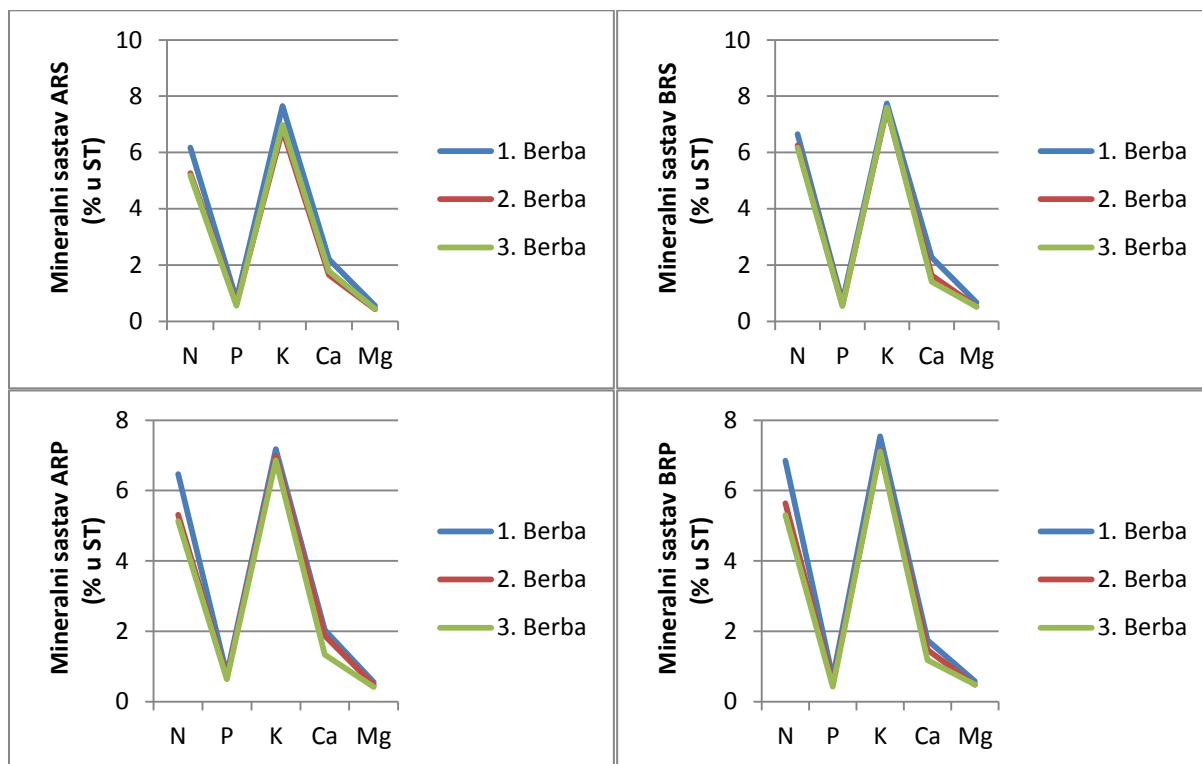 Mineralni sastav ARS
(% u ST)
10
8
6
4
2
0
N P K Ca Mg
1. Berba
2. Berba
3. Berba
Mineralni sastav BRS
(% u ST)
10
8
6
4
2
0
N P K Ca Mg
1. Berba
2. Berba
3. Berba
Mineralni sastav ARP
(% u ST)
8
6
4
2
0
N P K Ca Mg
1. Berba
2. Berba
3. Berba
Mineralni sastav BRP
(% u ST)
8
6
4
2
0
N P K Ca Mg
1. Berba
2. Berba
3. Berba